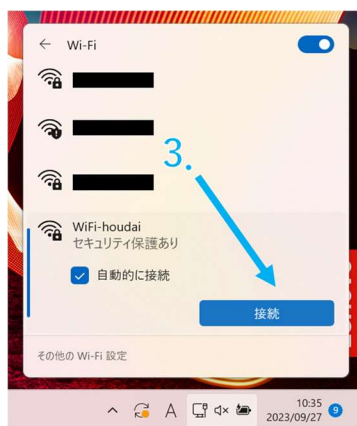 Wi-Fi
3.
WiFi-houdai
セキュリティ保護あり
自動的に接続
接続
その他の Wi-Fi 設定
A
10:35
2023/09/27
9